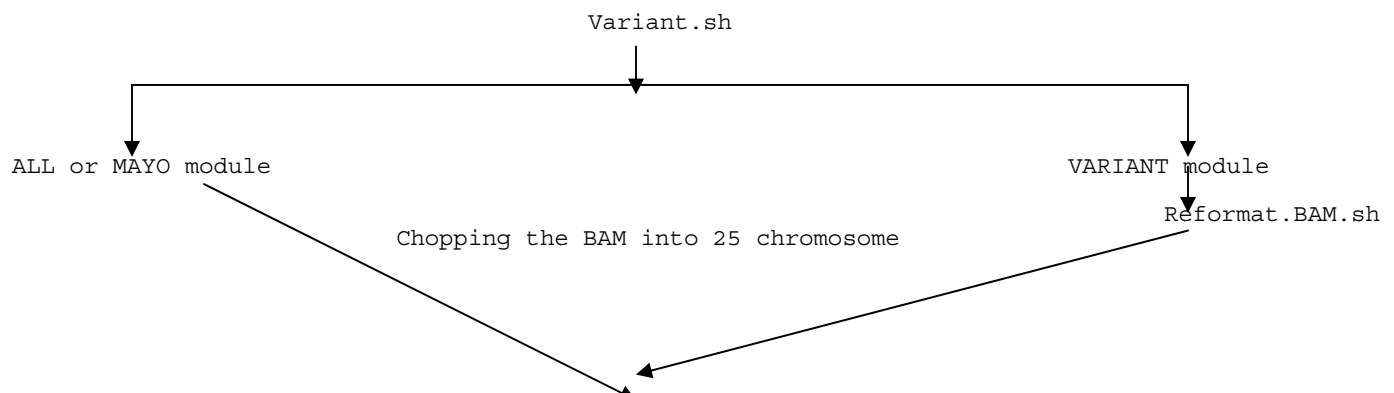 Variant.sh
ALL or MAYO module
VARIANT module
Reformat.BAM.sh
Chopping the BAM into 25 chromosome